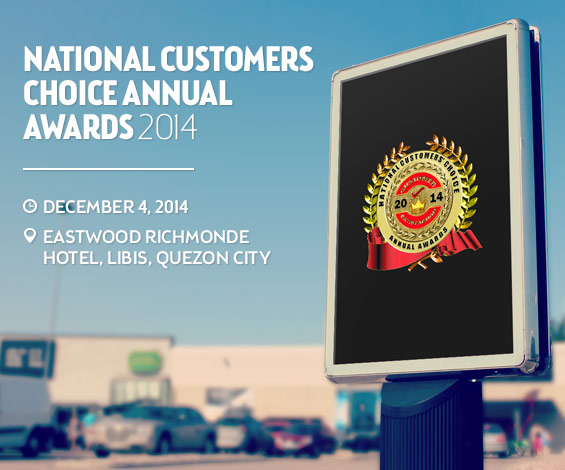 NATIONAL CUSTOMERS
CHOICE ANNUAL
AWARDS 2014
DECEMBER 4, 2014
EASTWOOD RICHMONDE
HOTEL, LIBIS, QUEZON CITY
NATIONAL CUSTOMERS' CHOICE
2014
ANNUAL AWARDS